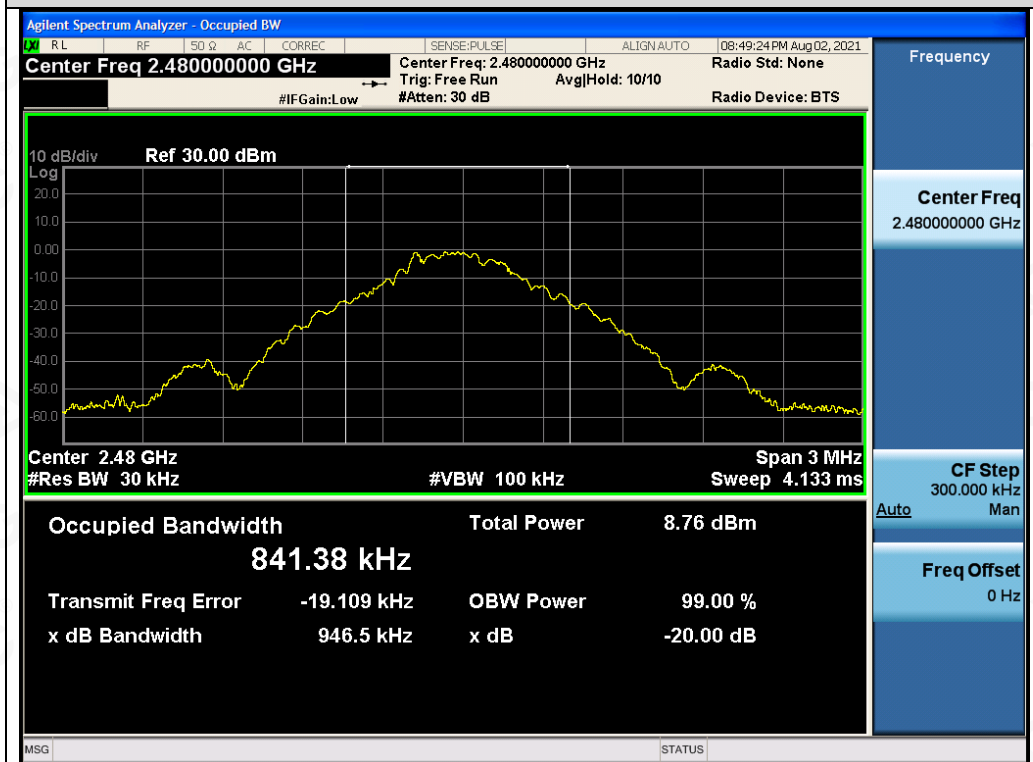 Agilent Spectrum Analyzer - Occupied BW
LXI RL RF 50 Ω AC CORREC SENSE:PULSE ALIGN AUTO 08:49:24 PM Aug 02, 2021
Center Freq 2.480000000 GHz Center Freq: 2.480000000 GHz Radio Std: None
Trig: Free Run Avg|Hold: 10/10
#IFGain:Low #Atten: 30 dB Radio Device: BTS
10 dB/div Ref 30.00 dBm
Log
20.0
10.0
0.00
-10.0
-20.0
-30.0
-40.0
-50.0
-60.0
Center 2.48 GHz Span 3 MHz
#Res BW 30 kHz #VBW 100 kHz Sweep 4.133 ms
Occupied Bandwidth Total Power 8.76 dBm
841.38 kHz
Transmit Freq Error -19.109 kHz OBW Power 99.00 %
x dB Bandwidth 946.5 kHz x dB -20.00 dB
MSG STATUS
Frequency
Center Freq
2.480000000 GHz
CF Step
300.000 kHz
Auto Man
Freq Offset
0 Hz